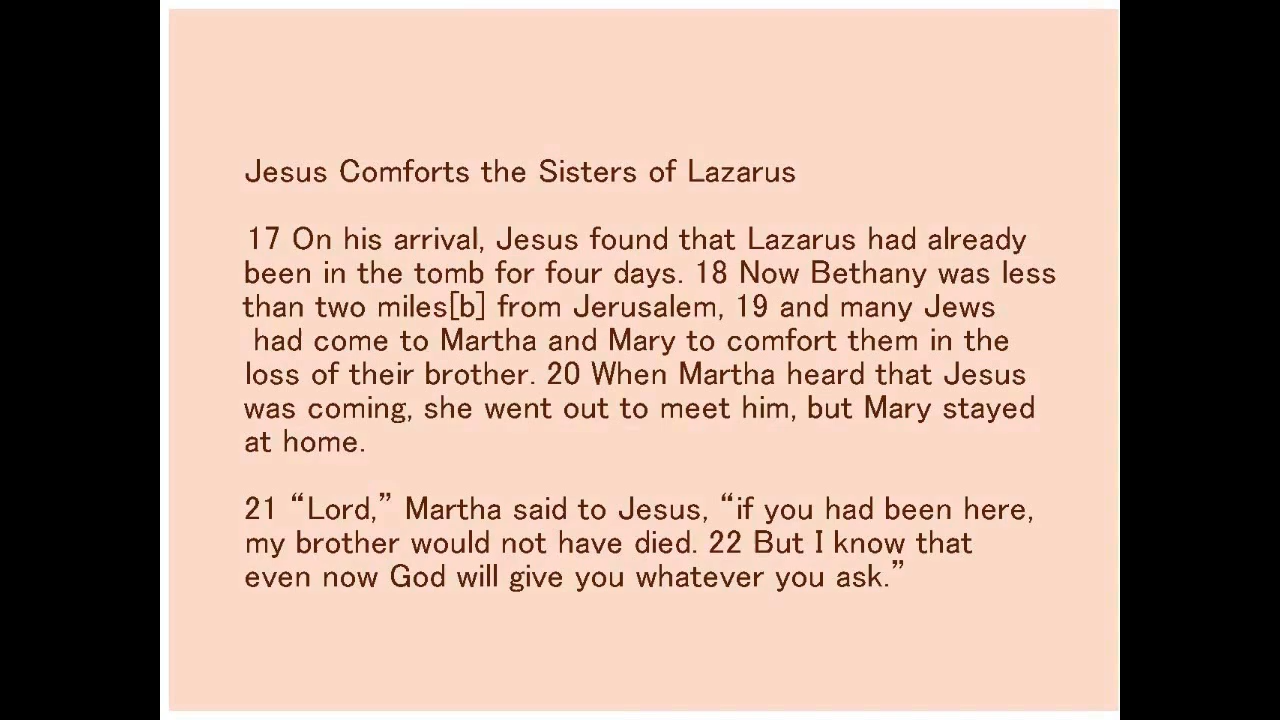 Jesus Comforts the Sisters of Lazarus
17 On his arrival, Jesus found that Lazarus had already
been in the tomb for four days. 18 Now Bethany was less
than two miles[b] from Jerusalem, 19 and many Jews
had come to Martha and Mary to comfort them in the
loss of their brother. 20 When Martha heard that Jesus
was coming, she went out to meet him, but Mary stayed
at home.
21 “Lord,” Martha said to Jesus, “if you had been here,
my brother would not have died. 22 But I know that
even now God will give you whatever you ask.”